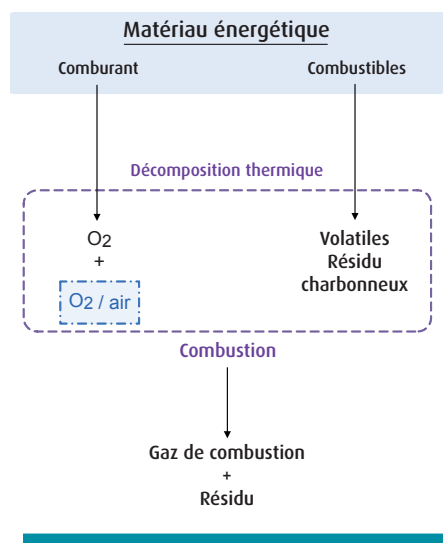 Matériau énergétique
Comburant Combustibles
Décomposition thermique
O2
+
O2 / air
Volatiles
Résidu
charbonneux
Combustion
Gaz de combustion
+
Résidu